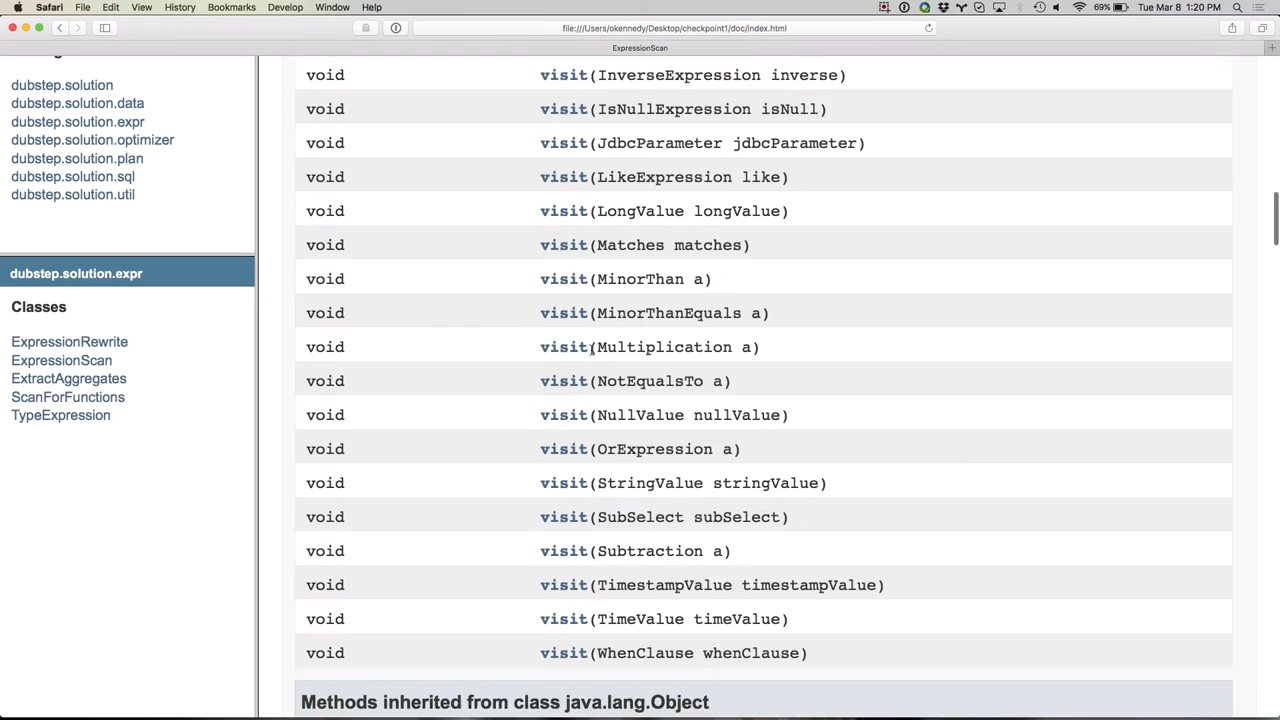 Safari File Edit View History Bookmarks Develop Window Help 69% Tue Mar 8 1:20 PM
file:///Users/okennedy/Desktop/checkpoint1/doc/index.html
ExpressionScan
dubstep.solution
dubstep.solution.data
dubstep.solution.expr
dubstep.solution.optimizer
dubstep.solution.plan
dubstep.solution.sql
dubstep.solution.util
dubstep.solution.expr
Classes
ExpressionRewrite
ExpressionScan
ExtractAggregates
ScanForFunctions
TypeExpression
void visit(InverseExpression inverse)
void visit(IsNullExpression isNull)
void visit(JdbcParameter jdbcParameter)
void visit(LikeExpression like)
void visit(LongValue longValue)
void visit(Matches matches)
void visit(MinorThan a)
void visit(MinorThanEquals a)
void visit(Multiplication a)
void visit(NotEqualsTo a)
void visit(NullValue nullValue)
void visit(OrExpression a)
void visit(StringValue stringValue)
void visit(SubSelect subSelect)
void visit(Subtraction a)
void visit(TimestampValue timestampValue)
void visit(TimeValue timeValue)
void visit(WhenClause whenClause)
Methods inherited from class java.lang.Object